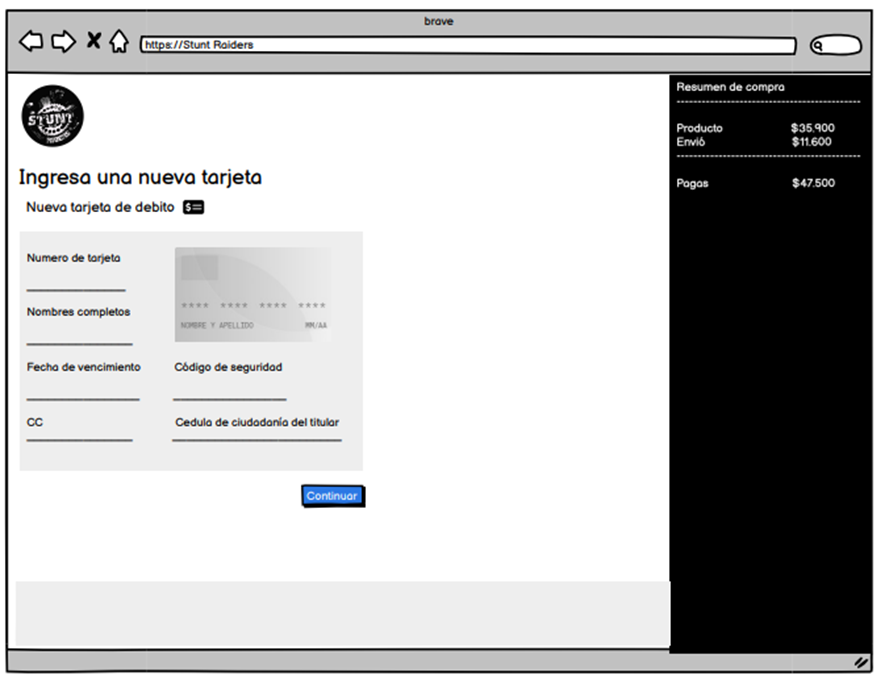 brave
https://Stunt Raiders
STUNT
Ingresa una nueva tarjeta
Nueva tarjeta de debito $
Numero de tarjeta
Nombres completos
**** **** **** ****
NOMBRE Y APELLIDO MM/AA
Fecha de vencimiento Código de seguridad
CC Cedula de ciudadanía del titular
Continuar
Resumen de compra
Producto $35.900
Envió $11.600
Pagas $47.500